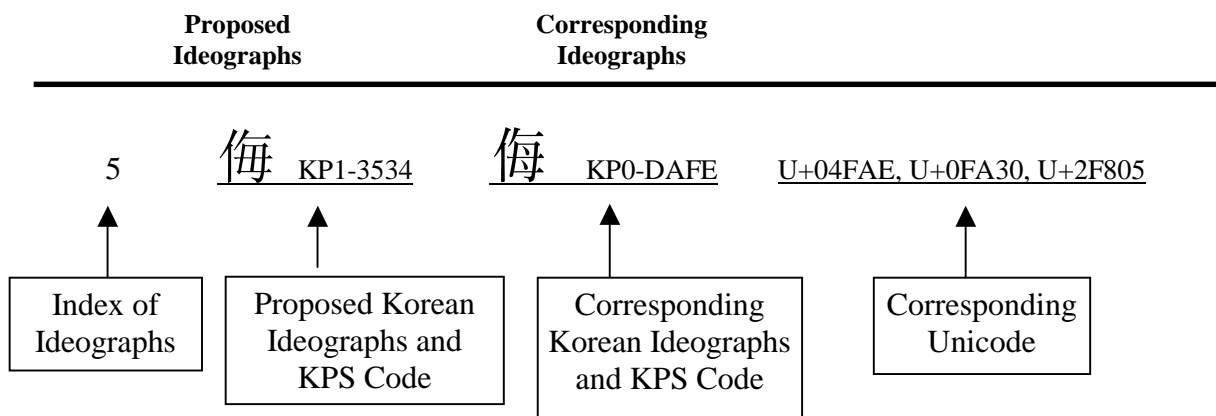 Proposed
Ideographs
Corresponding
Ideographs
5 侮 KP1-3534 侮 KP0-DAFE U+04FAE, U+0FA30, U+2F805
Index of
Ideographs
Proposed Korean
Ideographs and
KPS Code
Corresponding
Korean Ideographs
and KPS Code
Corresponding
Unicode